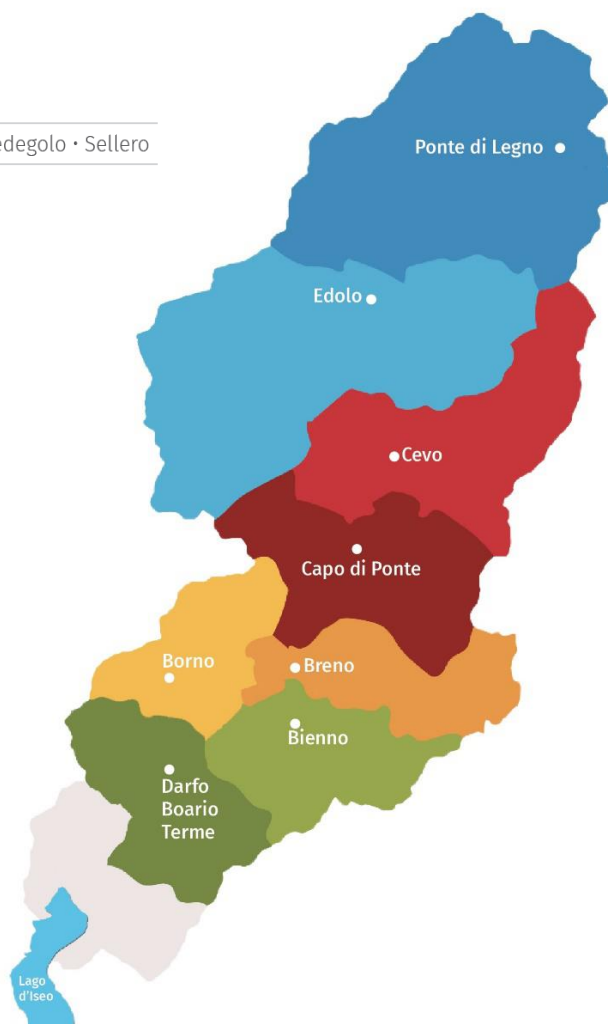 edegolo • Sellero
Ponte di Legno
Edolo
Cevo
Capo di Ponte
Borno
Breno
Bienno
Darfo
Boario
Terme
Lago
d'Iseo